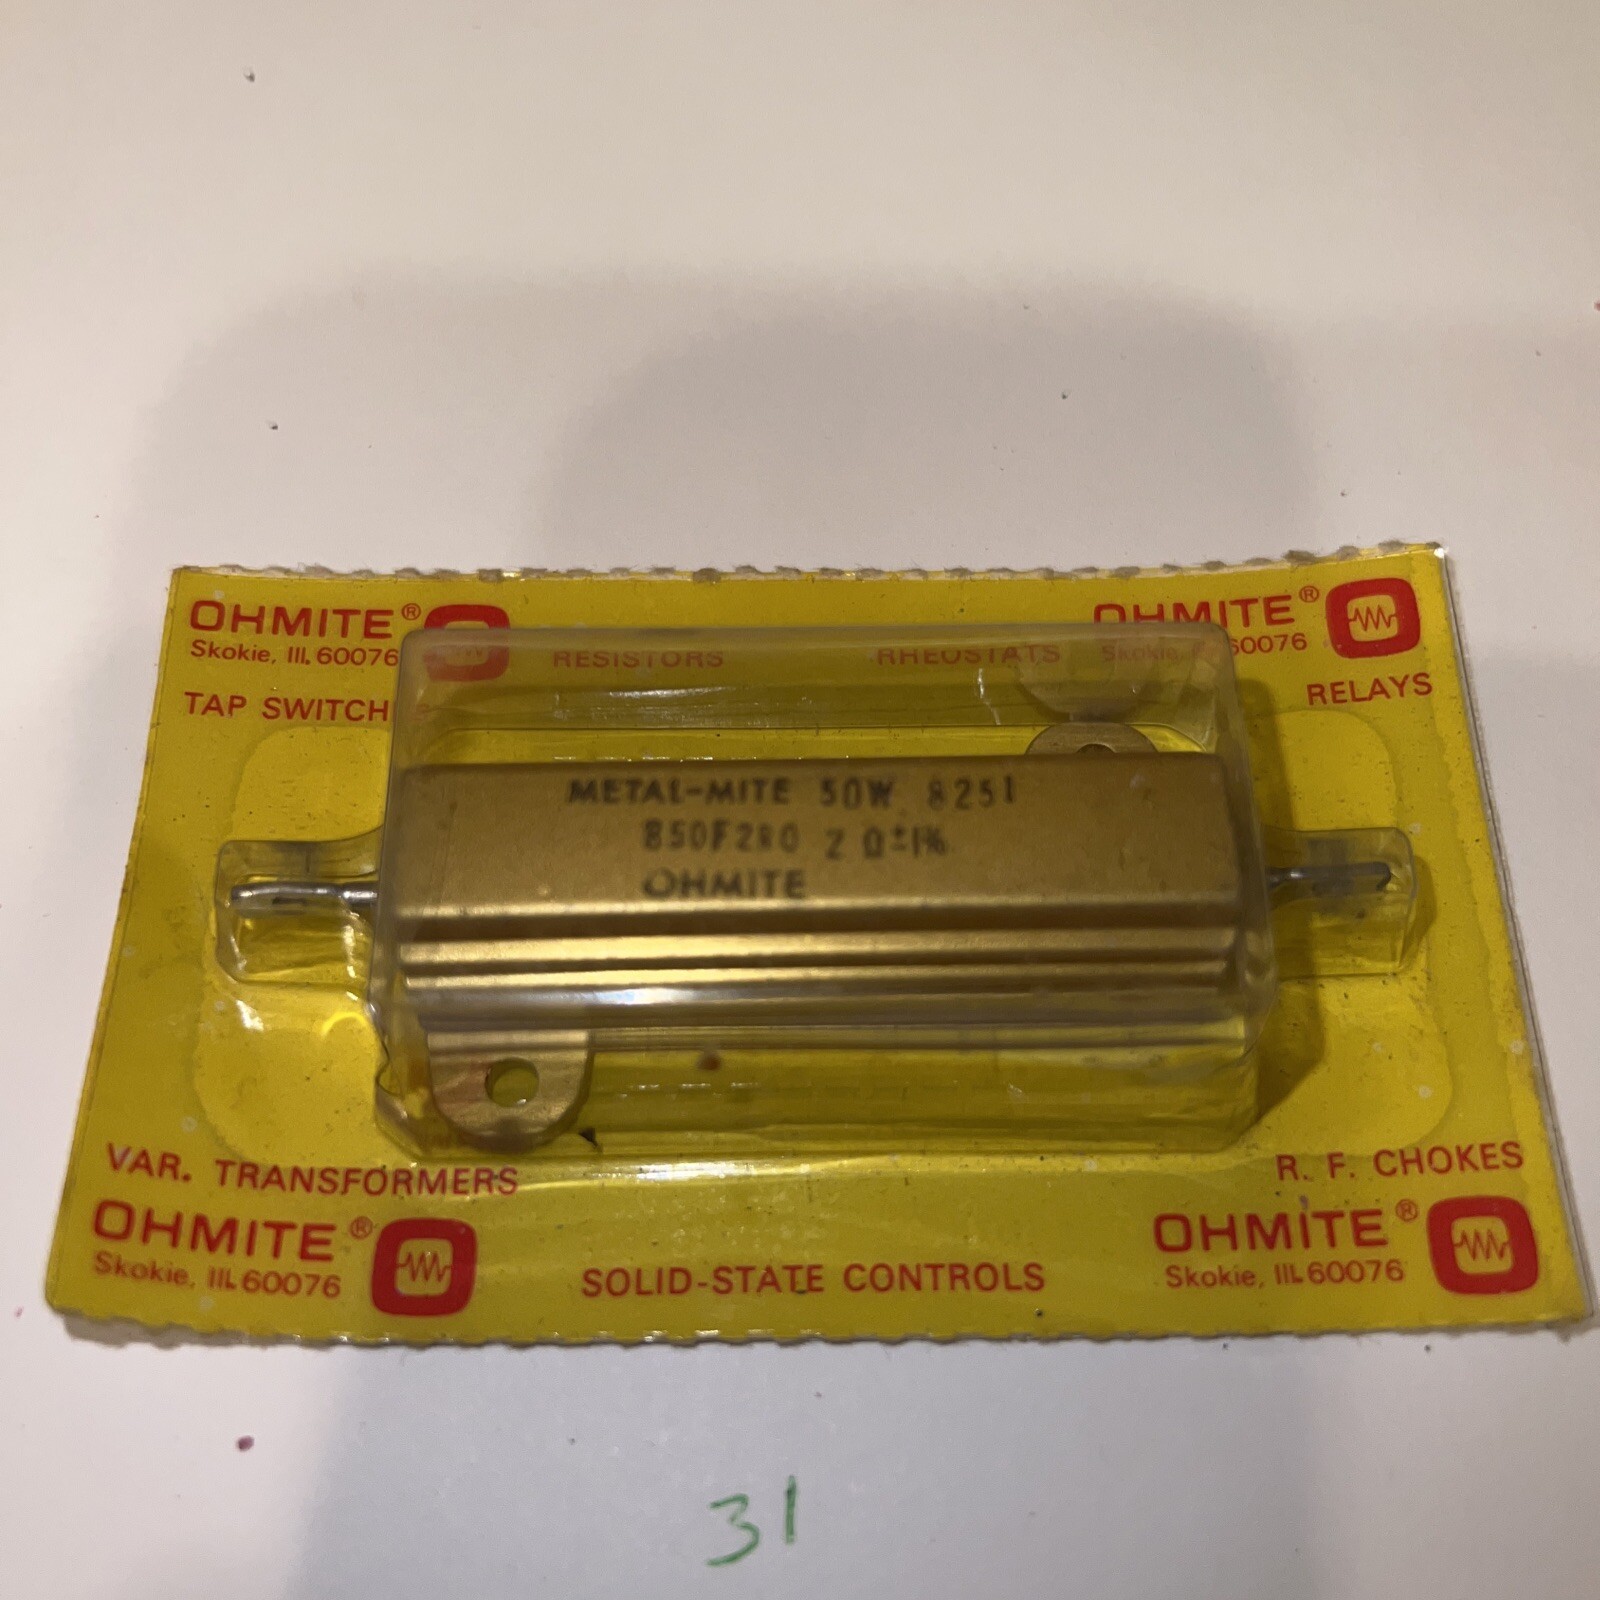 OHMITE® OHMITE®
Skokie, Ill. 60076 RESISTORS RHEOSTATS Skokie 60076
TAP SWITCH RELAYS
METAL-MITE 50W 8251
850F2R0 2 Ω ±1%
OHMITE
VAR. TRANSFORMERS R. F. CHOKES
OHMITE® OHMITE®
Skokie, Ill. 60076 SOLID-STATE CONTROLS Skokie, Ill. 60076
31